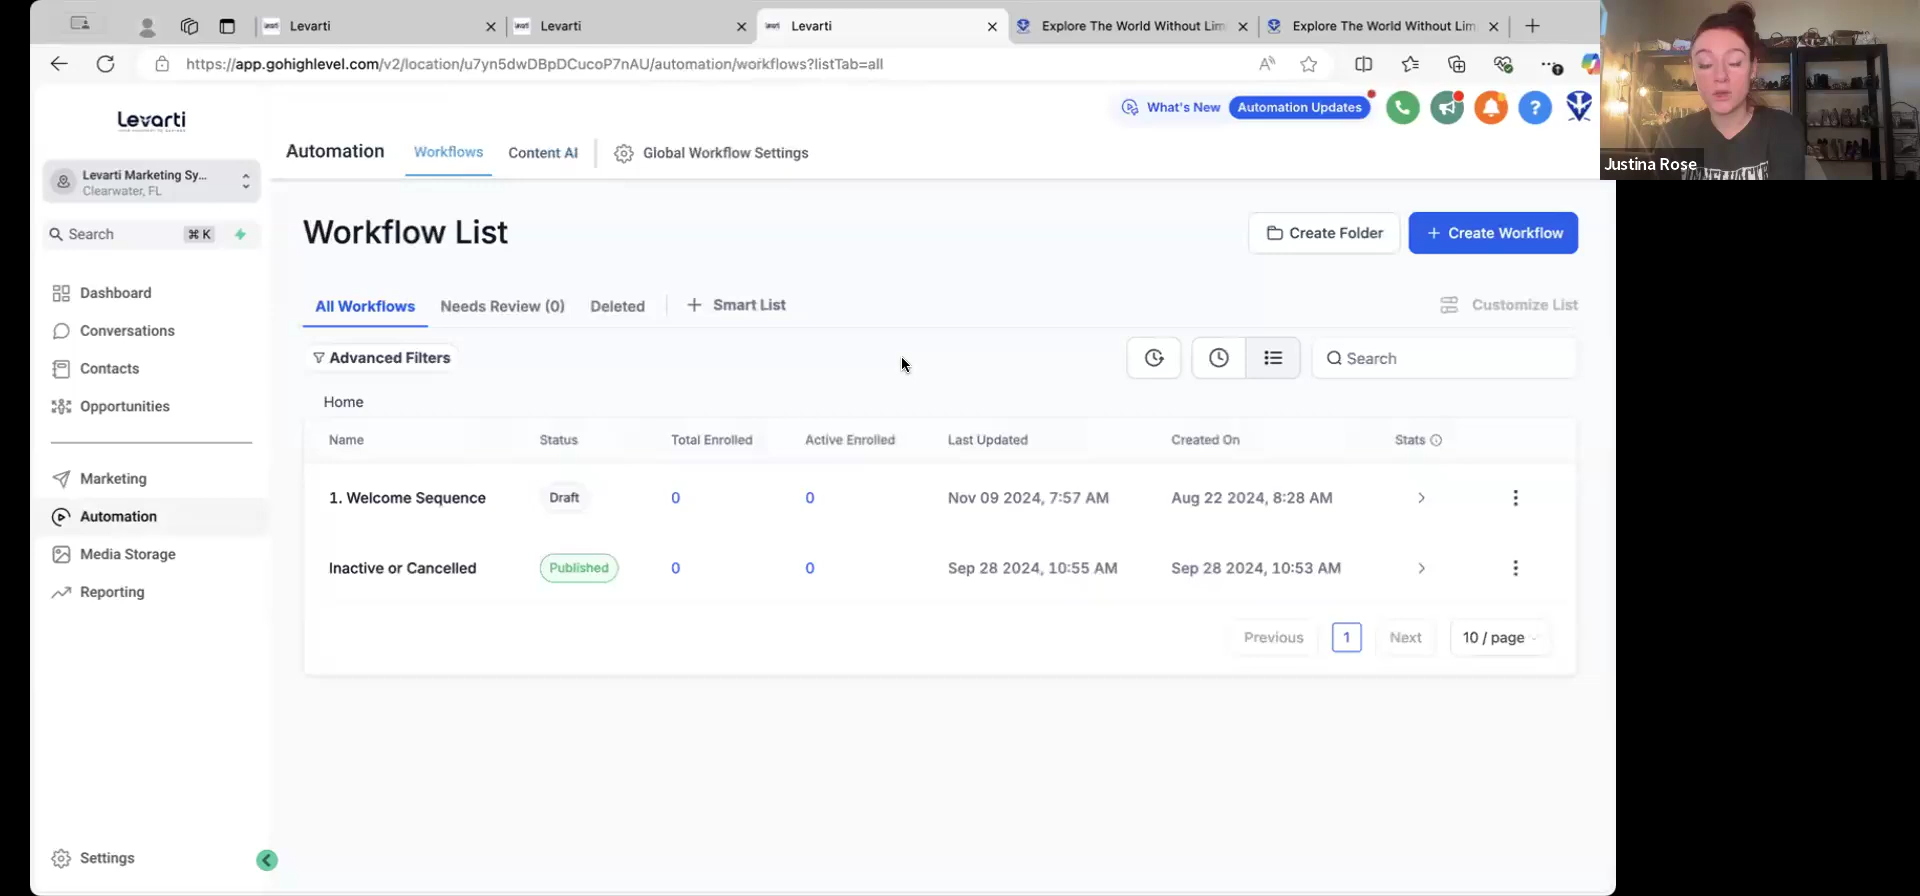 Levarti
Levarti
Levarti
Explore The World Without Lim
Explore The World Without Lim
https://app.gohighlevel.com/v2/location/u7yn5dwDBpDCucoP7nAU/automation/workflows?listTab=all
Levarti
What's New
Automation Updates
Justina Rose
Automation
Workflows
Content AI
Global Workflow Settings
Levarti Marketing Sy...
Clearwater, FL
Search
⌘ K
Dashboard
Conversations
Contacts
Opportunities
Marketing
Automation
Media Storage
Reporting
Settings
Workflow List
Create Folder
+ Create Workflow
All Workflows
Needs Review (0)
Deleted
+ Smart List
Customize List
Advanced Filters
Search
Home
Name Status Total Enrolled Active Enrolled Last Updated Created On Stats
1. Welcome Sequence Draft 0 0 Nov 09 2024, 7:57 AM Aug 22 2024, 8:28 AM
Inactive or Cancelled Published 0 0 Sep 28 2024, 10:55 AM Sep 28 2024, 10:53 AM
Previous 1 Next 10 / page